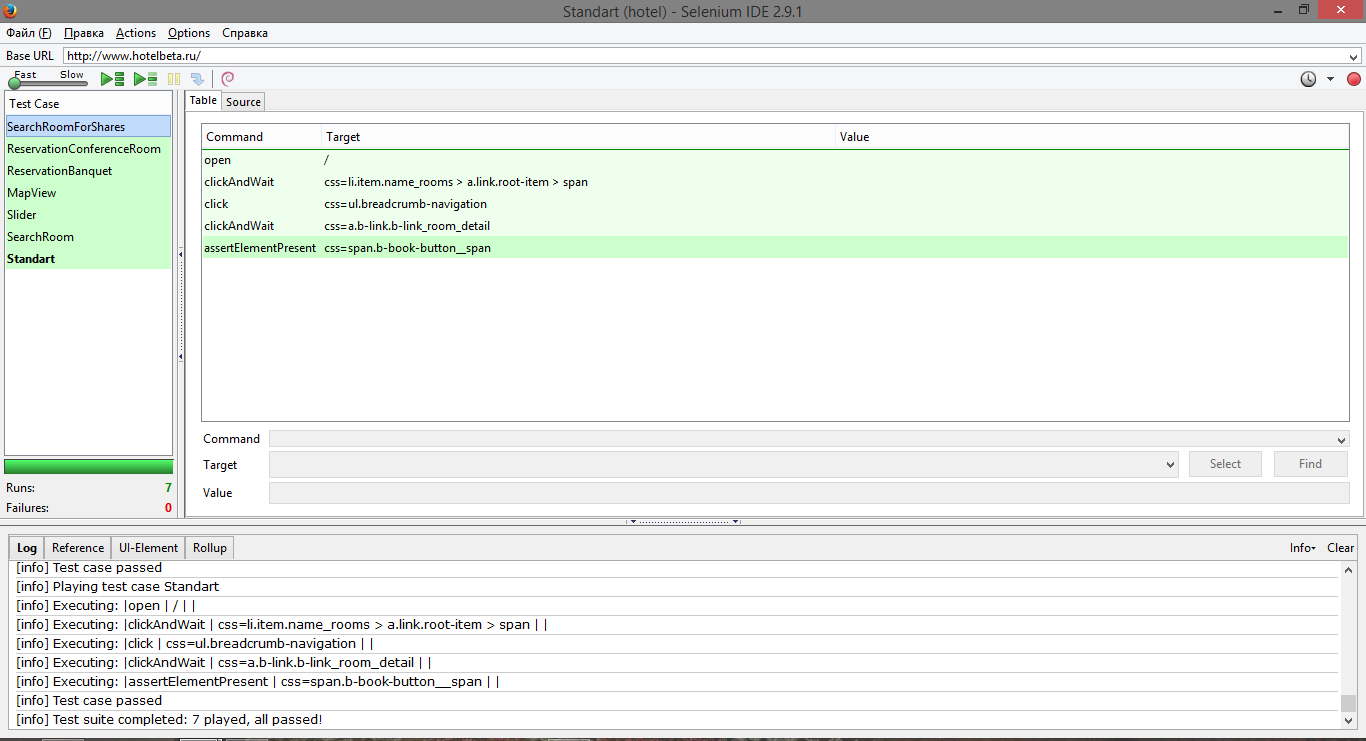 Standart (hotel) - Selenium IDE 2.9.1
Файл (F) Правка Actions Options Справка
Base URL http://www.hotelbeta.ru/
Fast Slow
Test Case
SearchRoomForShares
ReservationConferenceRoom
ReservationBanquet
MapView
Slider
SearchRoom
Standart
Runs: 7
Failures: 0
Table Source
Command Target Value
open /
clickAndWait css=li.item.name_rooms > a.link.root-item > span
click css=ul.breadcrumb-navigation
clickAndWait css=a.b-link.b-link_room_detail
assertElementPresent css=span.b-book-button__span
Command
Target Select Find
Value
Log Reference UI-Element Rollup Info Clear
[info] Test case passed
[info] Playing test case Standart
[info] Executing: |open | / | |
[info] Executing: |clickAndWait | css=li.item.name_rooms > a.link.root-item > span | |
[info] Executing: |click | css=ul.breadcrumb-navigation | |
[info] Executing: |clickAndWait | css=a.b-link.b-link_room_detail | |
[info] Executing: |assertElementPresent | css=span.b-book-button__span | |
[info] Test case passed
[info] Test suite completed: 7 played, all passed!